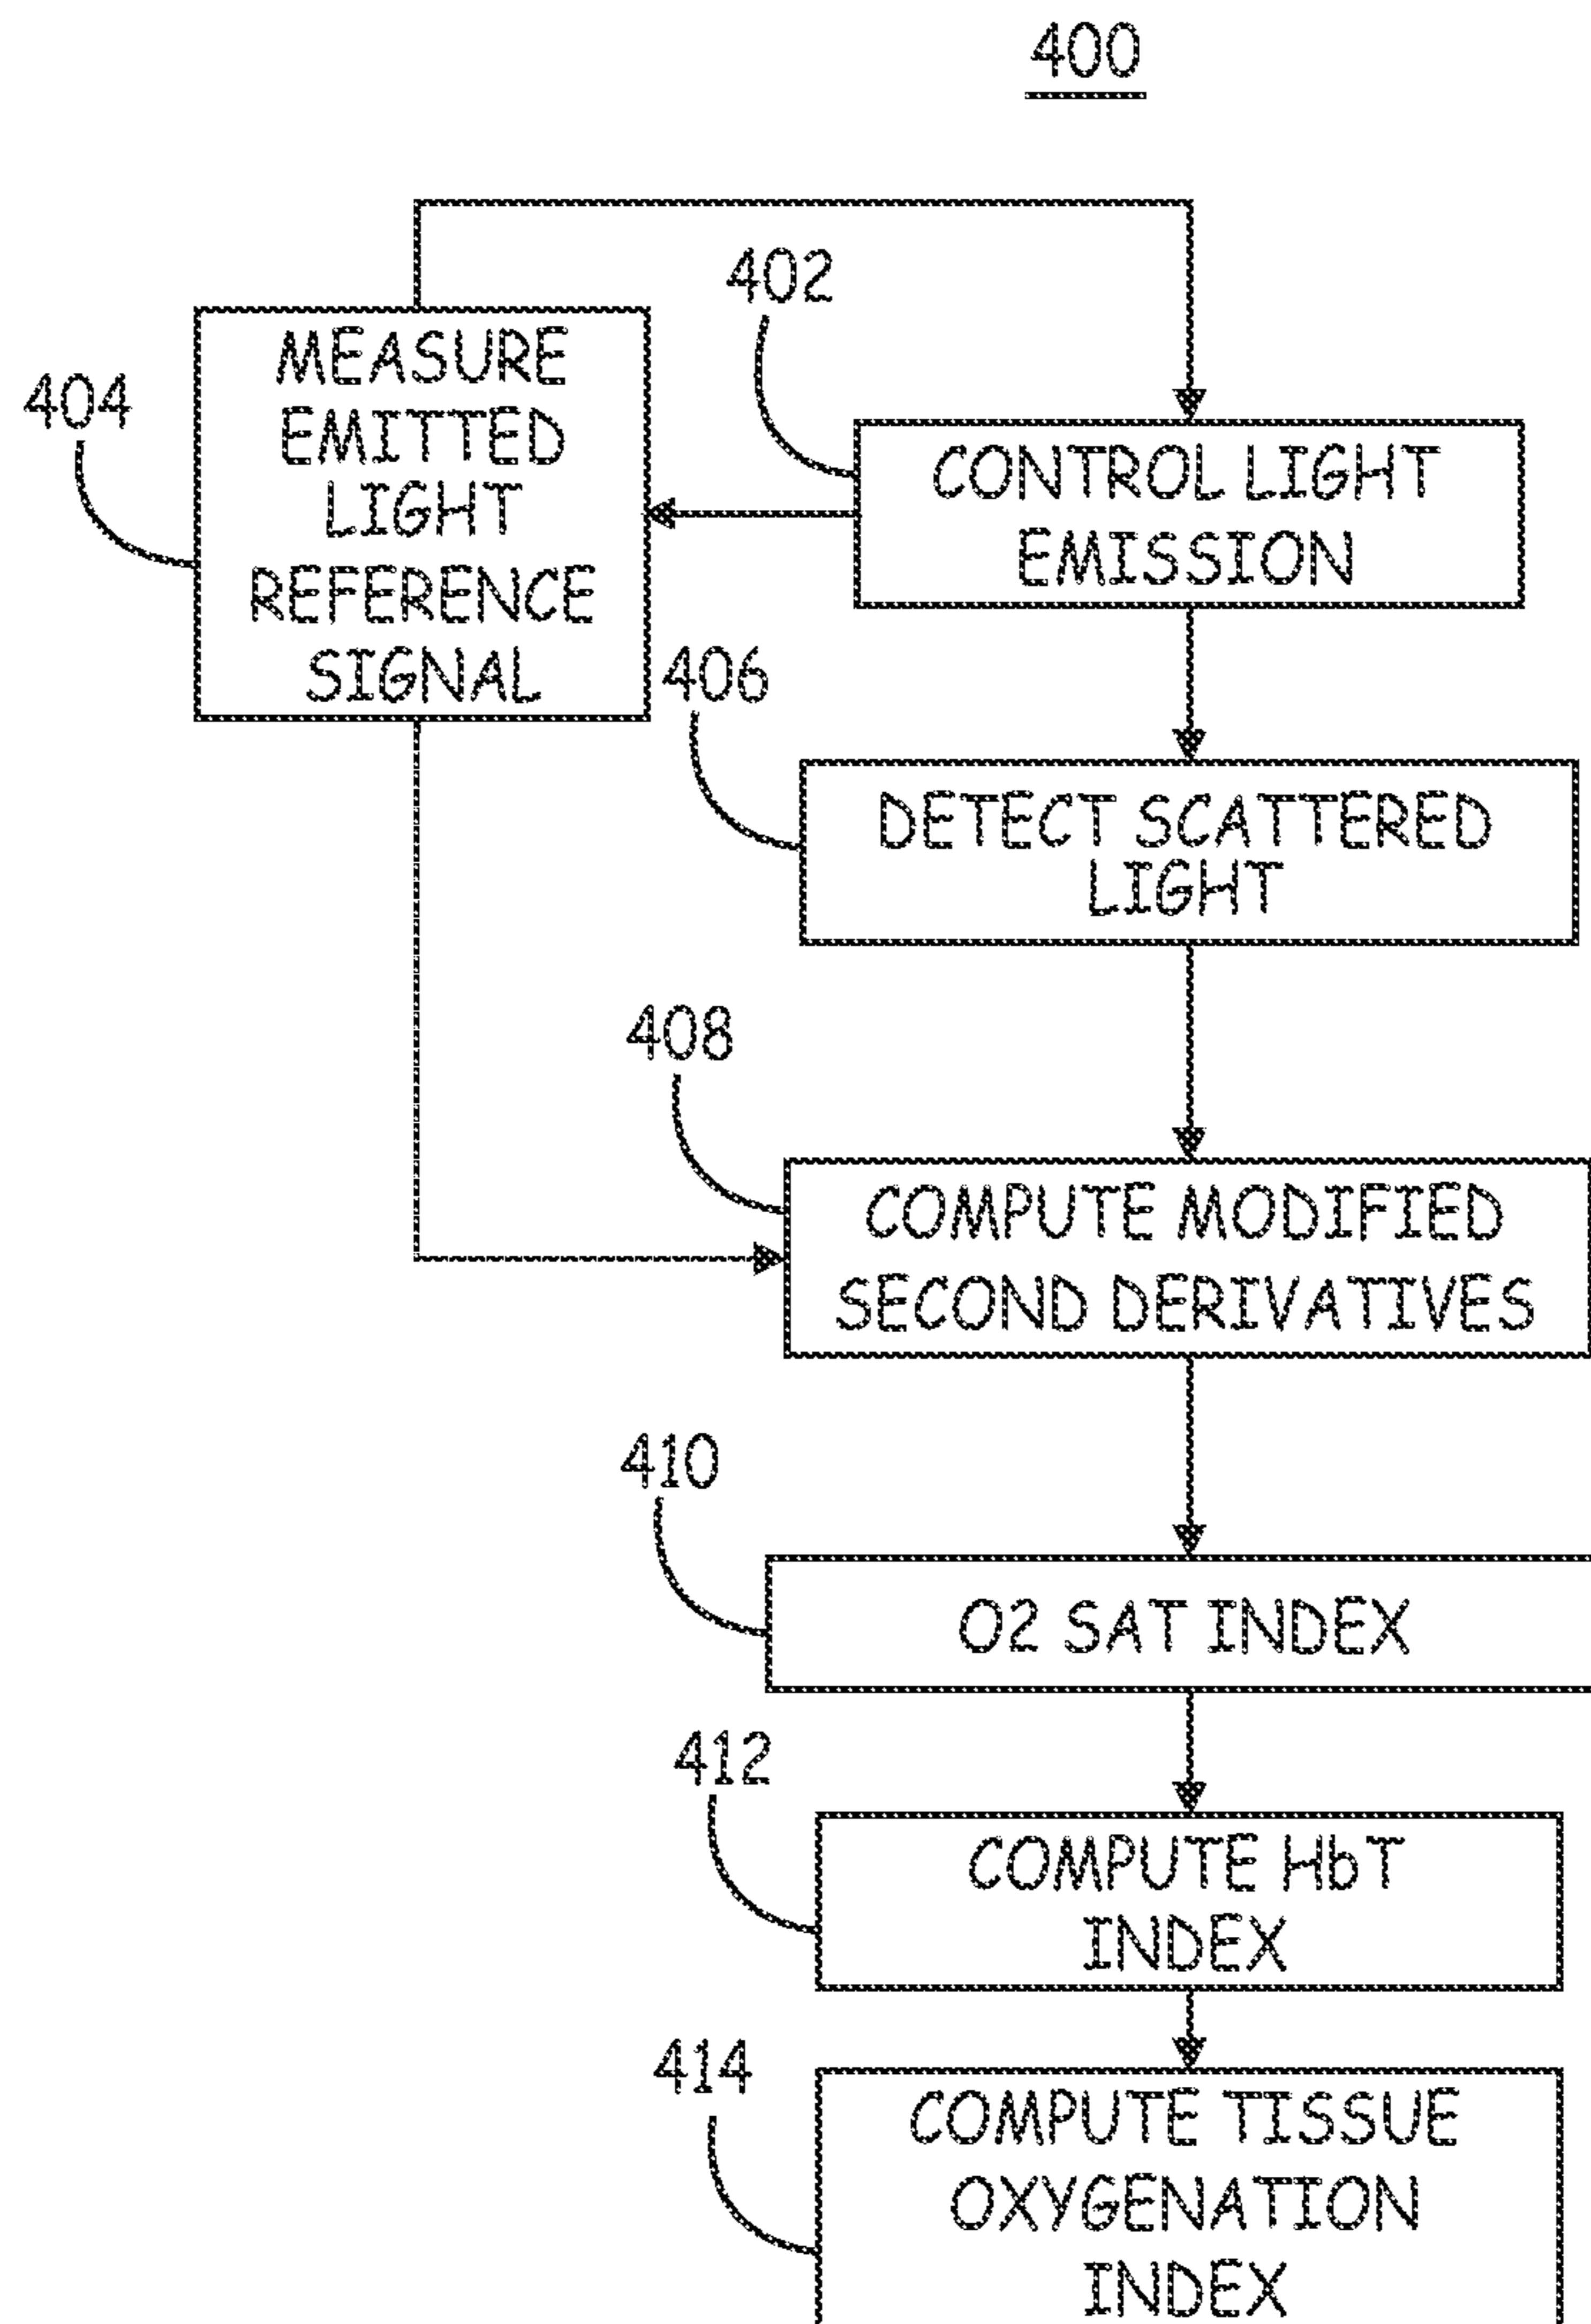 400
402
404
MEASURE
EMITTED
LIGHT
REFERENCE
SIGNAL
CONTROL LIGHT
EMISSION
406
DETECT SCATTERED
LIGHT
408
COMPUTE MODIFIED
SECOND DERIVATIVES
410
O2 SAT INDEX
412
COMPUTE HbT
INDEX
414
COMPUTE TISSUE
OXYGENATION
INDEX